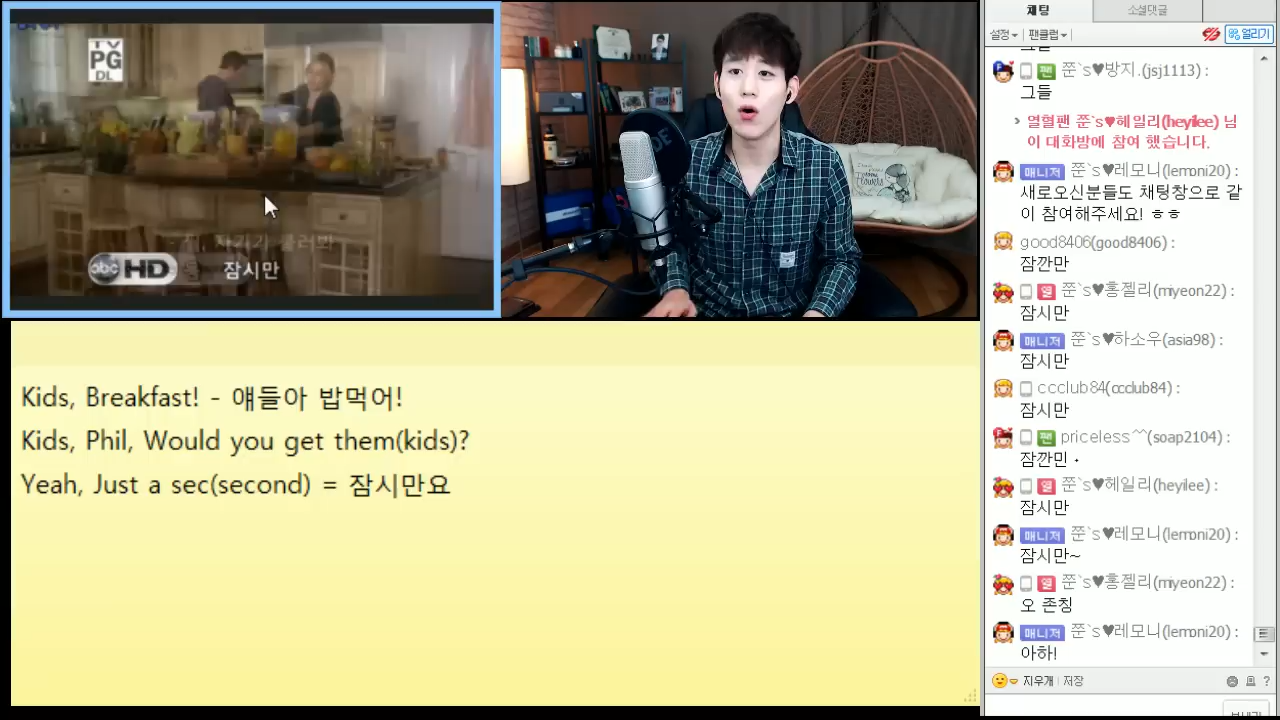 TV
PG
DL
잠시만
abc HD
Kids, Breakfast! - 얘들아 밥먹어!
Kids, Phil, Would you get them(kids)?
Yeah, Just a sec(second) = 잠시만요
채팅
소셜댓글
설정
팬클럽
얼리기
팬 쭌`s♥방지.(jsj1113) :
그들
열혈팬 쭌`s♥헤일리(heyilee) 님
이 대화방에 참여 했습니다.
매니저 쭌`s♥레모니(lemoni20) :
새로오신분들도 채팅창으로 같
이 참여해주세요! ㅎㅎ
good8406(good8406) :
잠깐만
열 쭌`s♥홍젤리(miyeon22) :
잠시만
매니저 쭌`s♥하소우(asia98) :
잠시만
ccclub84(ccclub84) :
잠시만
팬 priceless^^(soap2104) :
잠깐민 .
열 쭌`s♥헤일리(heyilee) :
잠시만
매니저 쭌`s♥레모니(lemoni20) :
잠시만~
열 쭌`s♥홍젤리(miyeon22) :
오 존칭
매니저 쭌`s♥레모니(lemoni20) :
아하!
지우개 | 저장
?